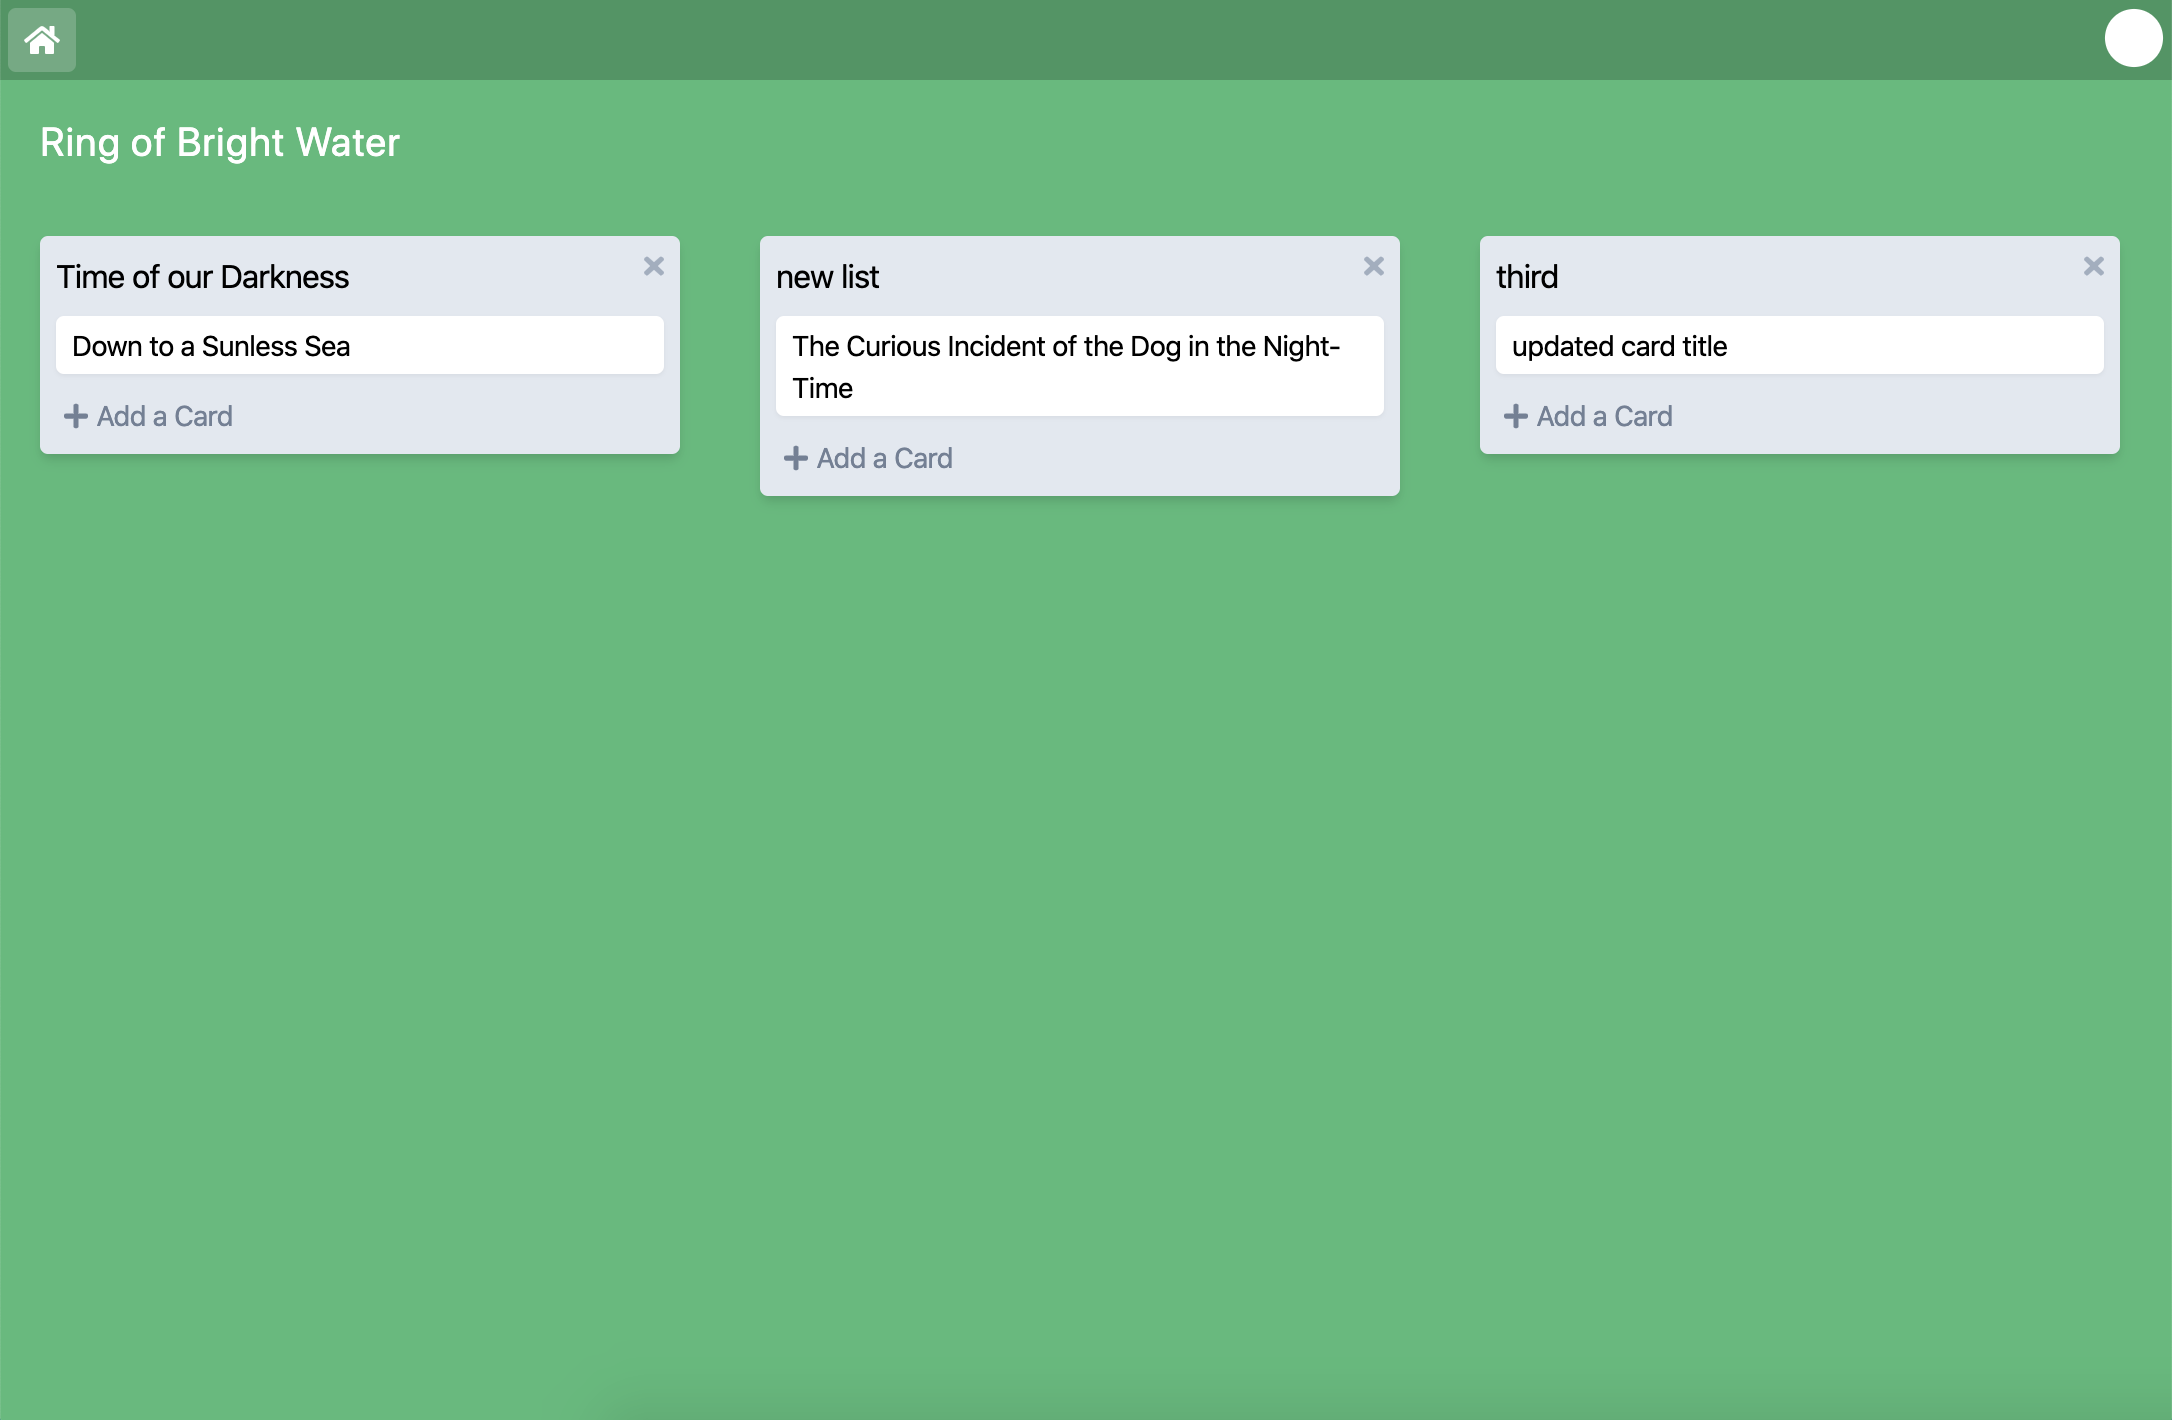 Ring of Bright Water
Time of our Darkness
Down to a Sunless Sea
Add a Card
new list
The Curious Incident of the Dog in the Night-
Time
Add a Card
third
updated card title
Add a Card